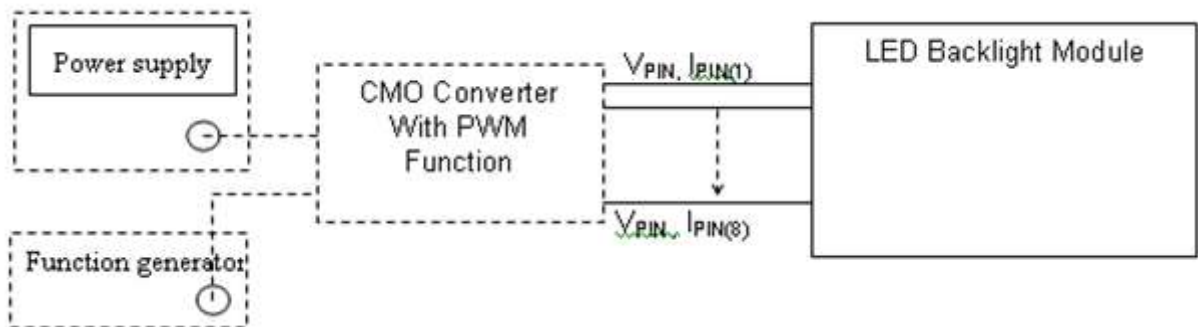 Power supply
CMO Converter
With PWM
Function
VPIN, IPIN(1)
VPIN, IPIN(8)
LED Backlight Module
Function generator